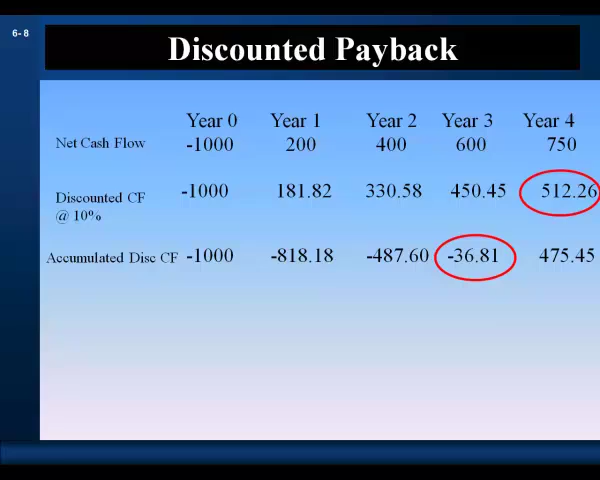 6-8
Discounted Payback
Year 0 Year 1 Year 2 Year 3 Year 4
Net Cash Flow -1000 200 400 600 750
Discounted CF -1000 181.82 330.58 450.45 512.26
@ 10%
Accumulated Disc CF -1000 -818.18 -487.60 -36.81 475.45